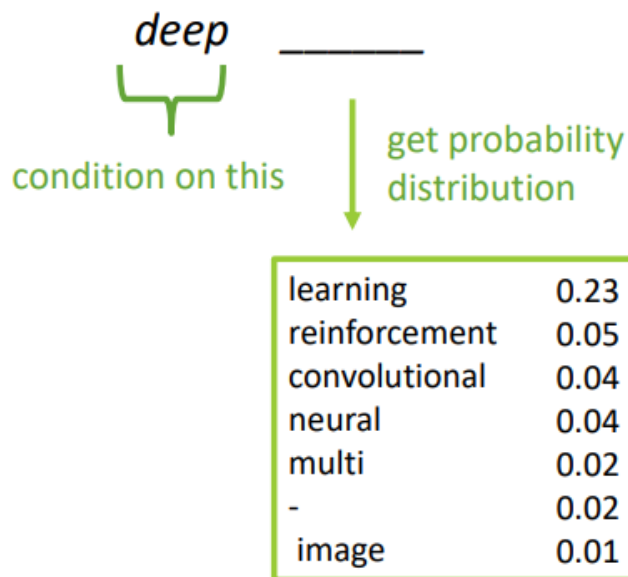 deep ______
condition on this
get probability
distribution
learning 0.23
reinforcement 0.05
convolutional 0.04
neural 0.04
multi 0.02
- 0.02
image 0.01